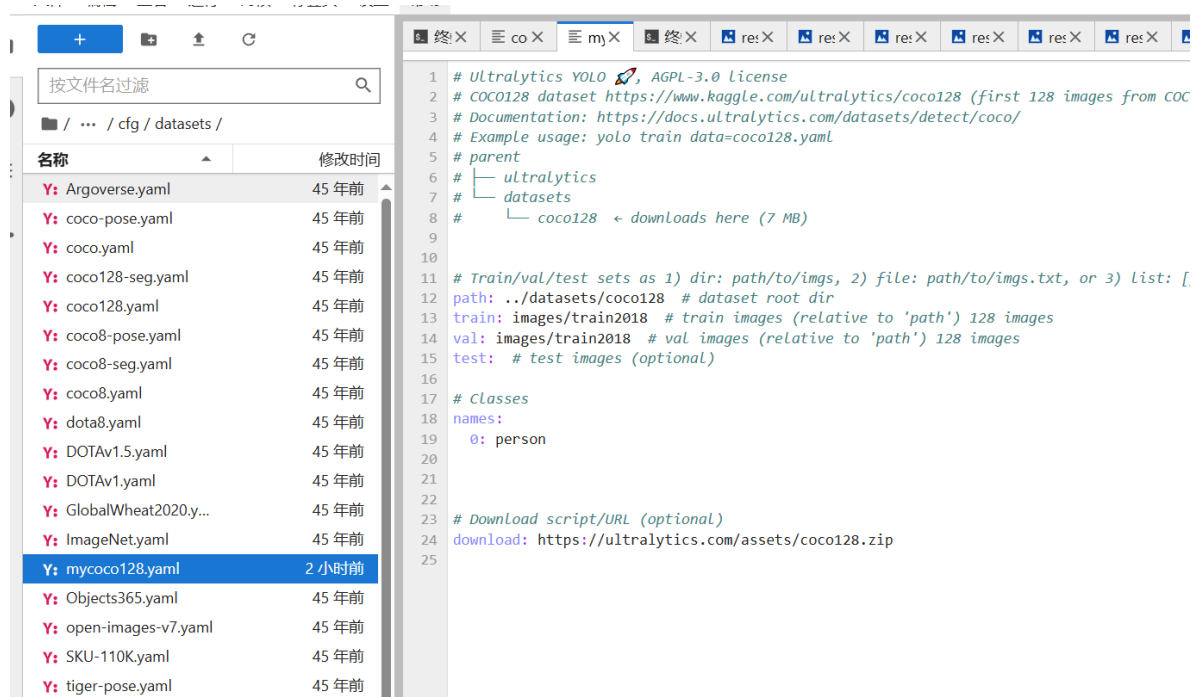 +
按文件名过滤
/ ··· / cfg / datasets /
名称 修改时间
Y: Argoverse.yaml 45 年前
Y: coco-pose.yaml 45 年前
Y: coco.yaml 45 年前
Y: coco128-seg.yaml 45 年前
Y: coco128.yaml 45 年前
Y: coco8-pose.yaml 45 年前
Y: coco8-seg.yaml 45 年前
Y: coco8.yaml 45 年前
Y: dota8.yaml 45 年前
Y: DOTAv1.5.yaml 45 年前
Y: DOTAv1.yaml 45 年前
Y: GlobalWheat2020.y... 45 年前
Y: ImageNet.yaml 45 年前
Y: mycoco128.yaml 2 小时前
Y: Objects365.yaml 45 年前
Y: open-images-v7.yaml 45 年前
Y: SKU-110K.yaml 45 年前
Y: tiger-pose.yaml 45 年前
终 co my 终 res res res res res res
1 # Ultralytics YOLO 🚀, AGPL-3.0 license
2 # COCO128 dataset https://www.kaggle.com/ultralytics/coco128 (first 128 images from COC
3 # Documentation: https://docs.ultralytics.com/datasets/detect/coco/
4 # Example usage: yolo train data=coco128.yaml
5 # parent
6 # ├── ultralytics
7 # └── datasets
8 #     └── coco128  ← downloads here (7 MB)
9
10
11 # Train/val/test sets as 1) dir: path/to/imgs, 2) file: path/to/imgs.txt, or 3) list: [
12 path: ../datasets/coco128  # dataset root dir
13 train: images/train2018  # train images (relative to 'path') 128 images
14 val: images/train2018  # val images (relative to 'path') 128 images
15 test:  # test images (optional)
16
17 # Classes
18 names:
19   0: person
20
21
22
23 # Download script/URL (optional)
24 download: https://ultralytics.com/assets/coco128.zip
25